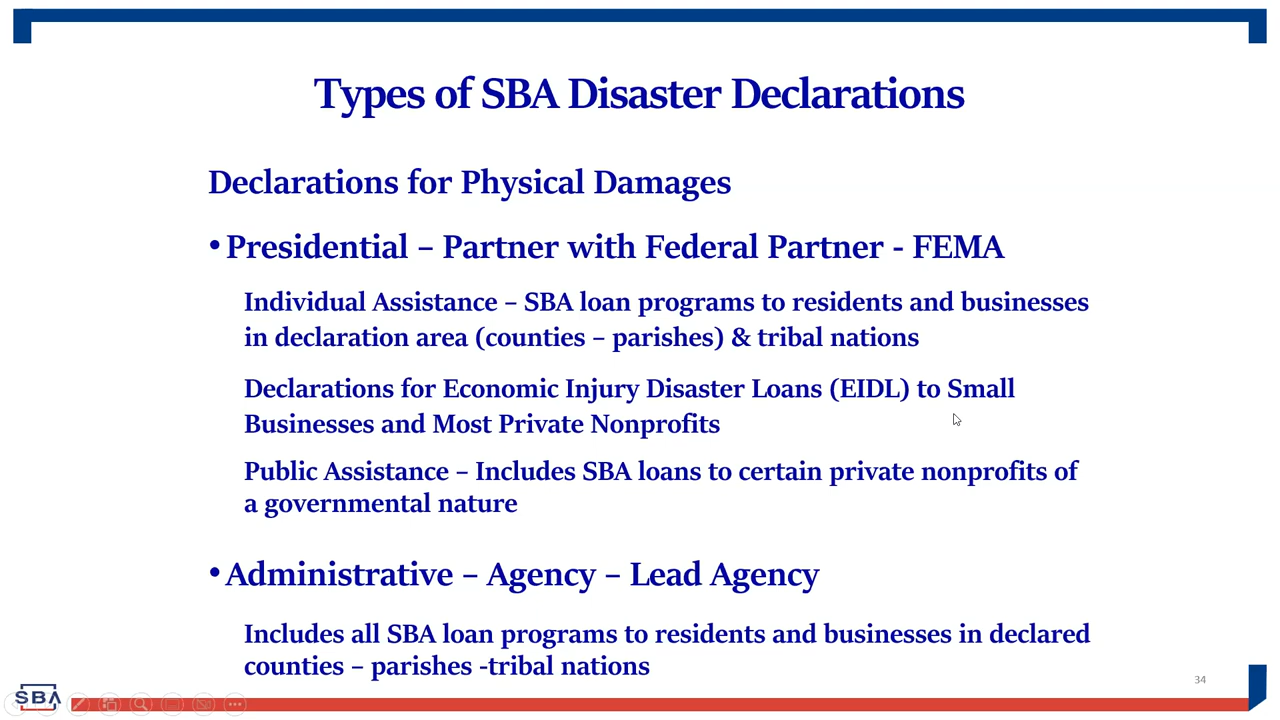 Types of SBA Disaster Declarations
Declarations for Physical Damages
• Presidential – Partner with Federal Partner - FEMA
Individual Assistance – SBA loan programs to residents and businesses
in declaration area (counties – parishes) & tribal nations
Declarations for Economic Injury Disaster Loans (EIDL) to Small
Businesses and Most Private Nonprofits
Public Assistance – Includes SBA loans to certain private nonprofits of
a governmental nature
• Administrative – Agency – Lead Agency
Includes all SBA loan programs to residents and businesses in declared
counties – parishes -tribal nations
34
SBA